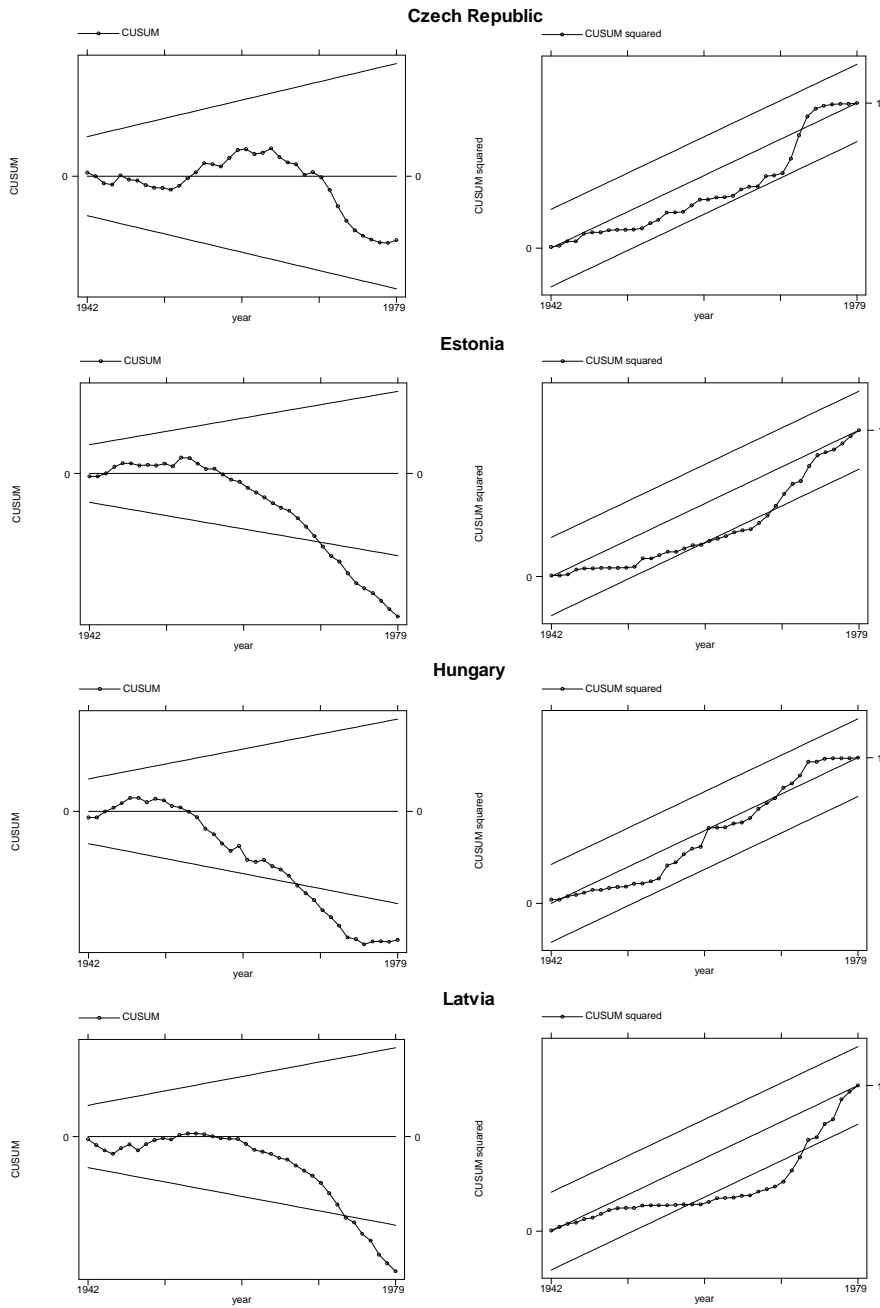 Czech Republic
CUSUM
CUSUM squared
CUSUM
0
0
1942
1979
year
CUSUM squared
0
1
1942
1979
year
Estonia
CUSUM
CUSUM squared
CUSUM
0
0
1942
1979
year
CUSUM squared
0
1
1942
1979
year
Hungary
CUSUM
CUSUM squared
CUSUM
0
0
1942
1979
year
CUSUM squared
0
1
1942
1979
year
Latvia
CUSUM
CUSUM squared
CUSUM
0
0
1942
1979
year
CUSUM squared
0
1
1942
1979
year